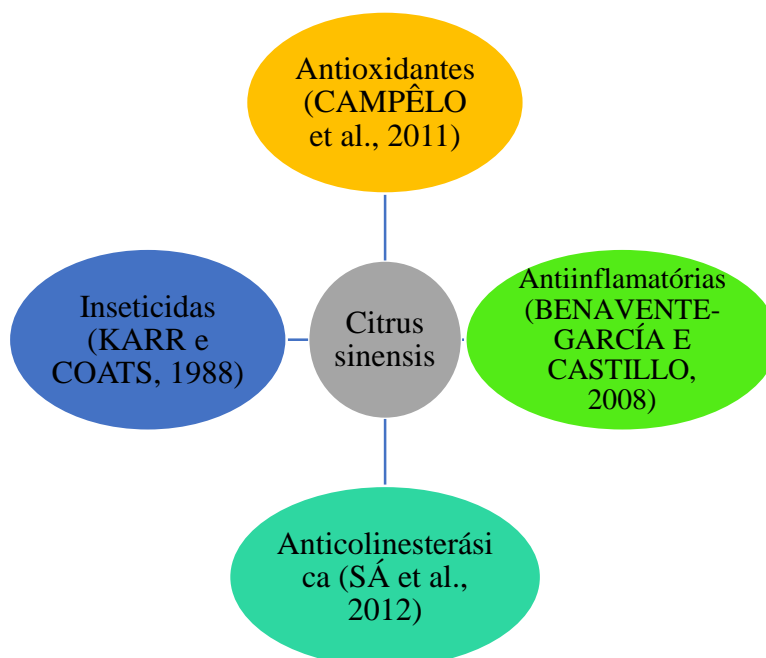 Antioxidantes
(CAMPÊLO
et al., 2011)
Inseticidas
(KARR e
COATS, 1988)
Citrus
sinensis
Antiinflamatórias
(BENAVENTE-
GARCÍA E
CASTILLO,
2008)
Anticolinesterási
ca (SÁ et al.,
2012)